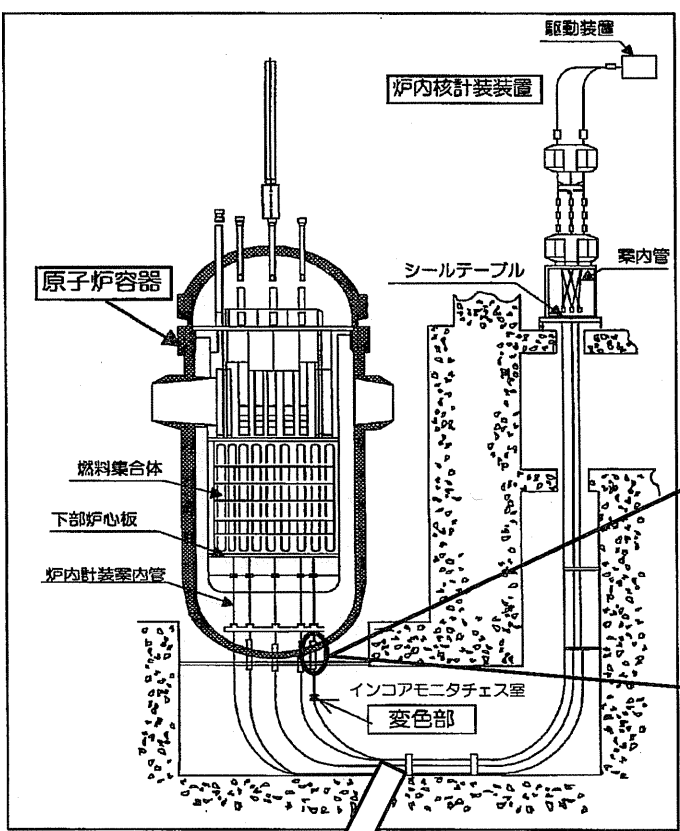 駆動装置
炉内核計装装置
案内管
シールテーブル
原子炉容器
燃料集合体
下部炉心板
炉内計装案内管
インコアモニタチェス室
変色部